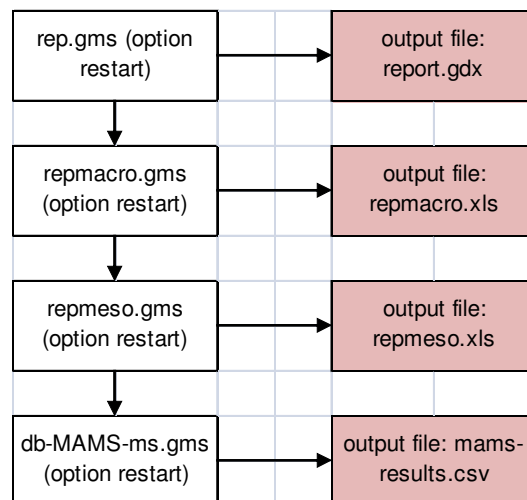 rep.gms (option
restart)
output file:
report.gdx
repmacro.gms
(option restart)
output file:
repmacro.xls
repmeso.gms
(option restart)
output file:
repmeso.xls
db-MAMS-ms.gms
(option restart)
output file: mams-
results.csv